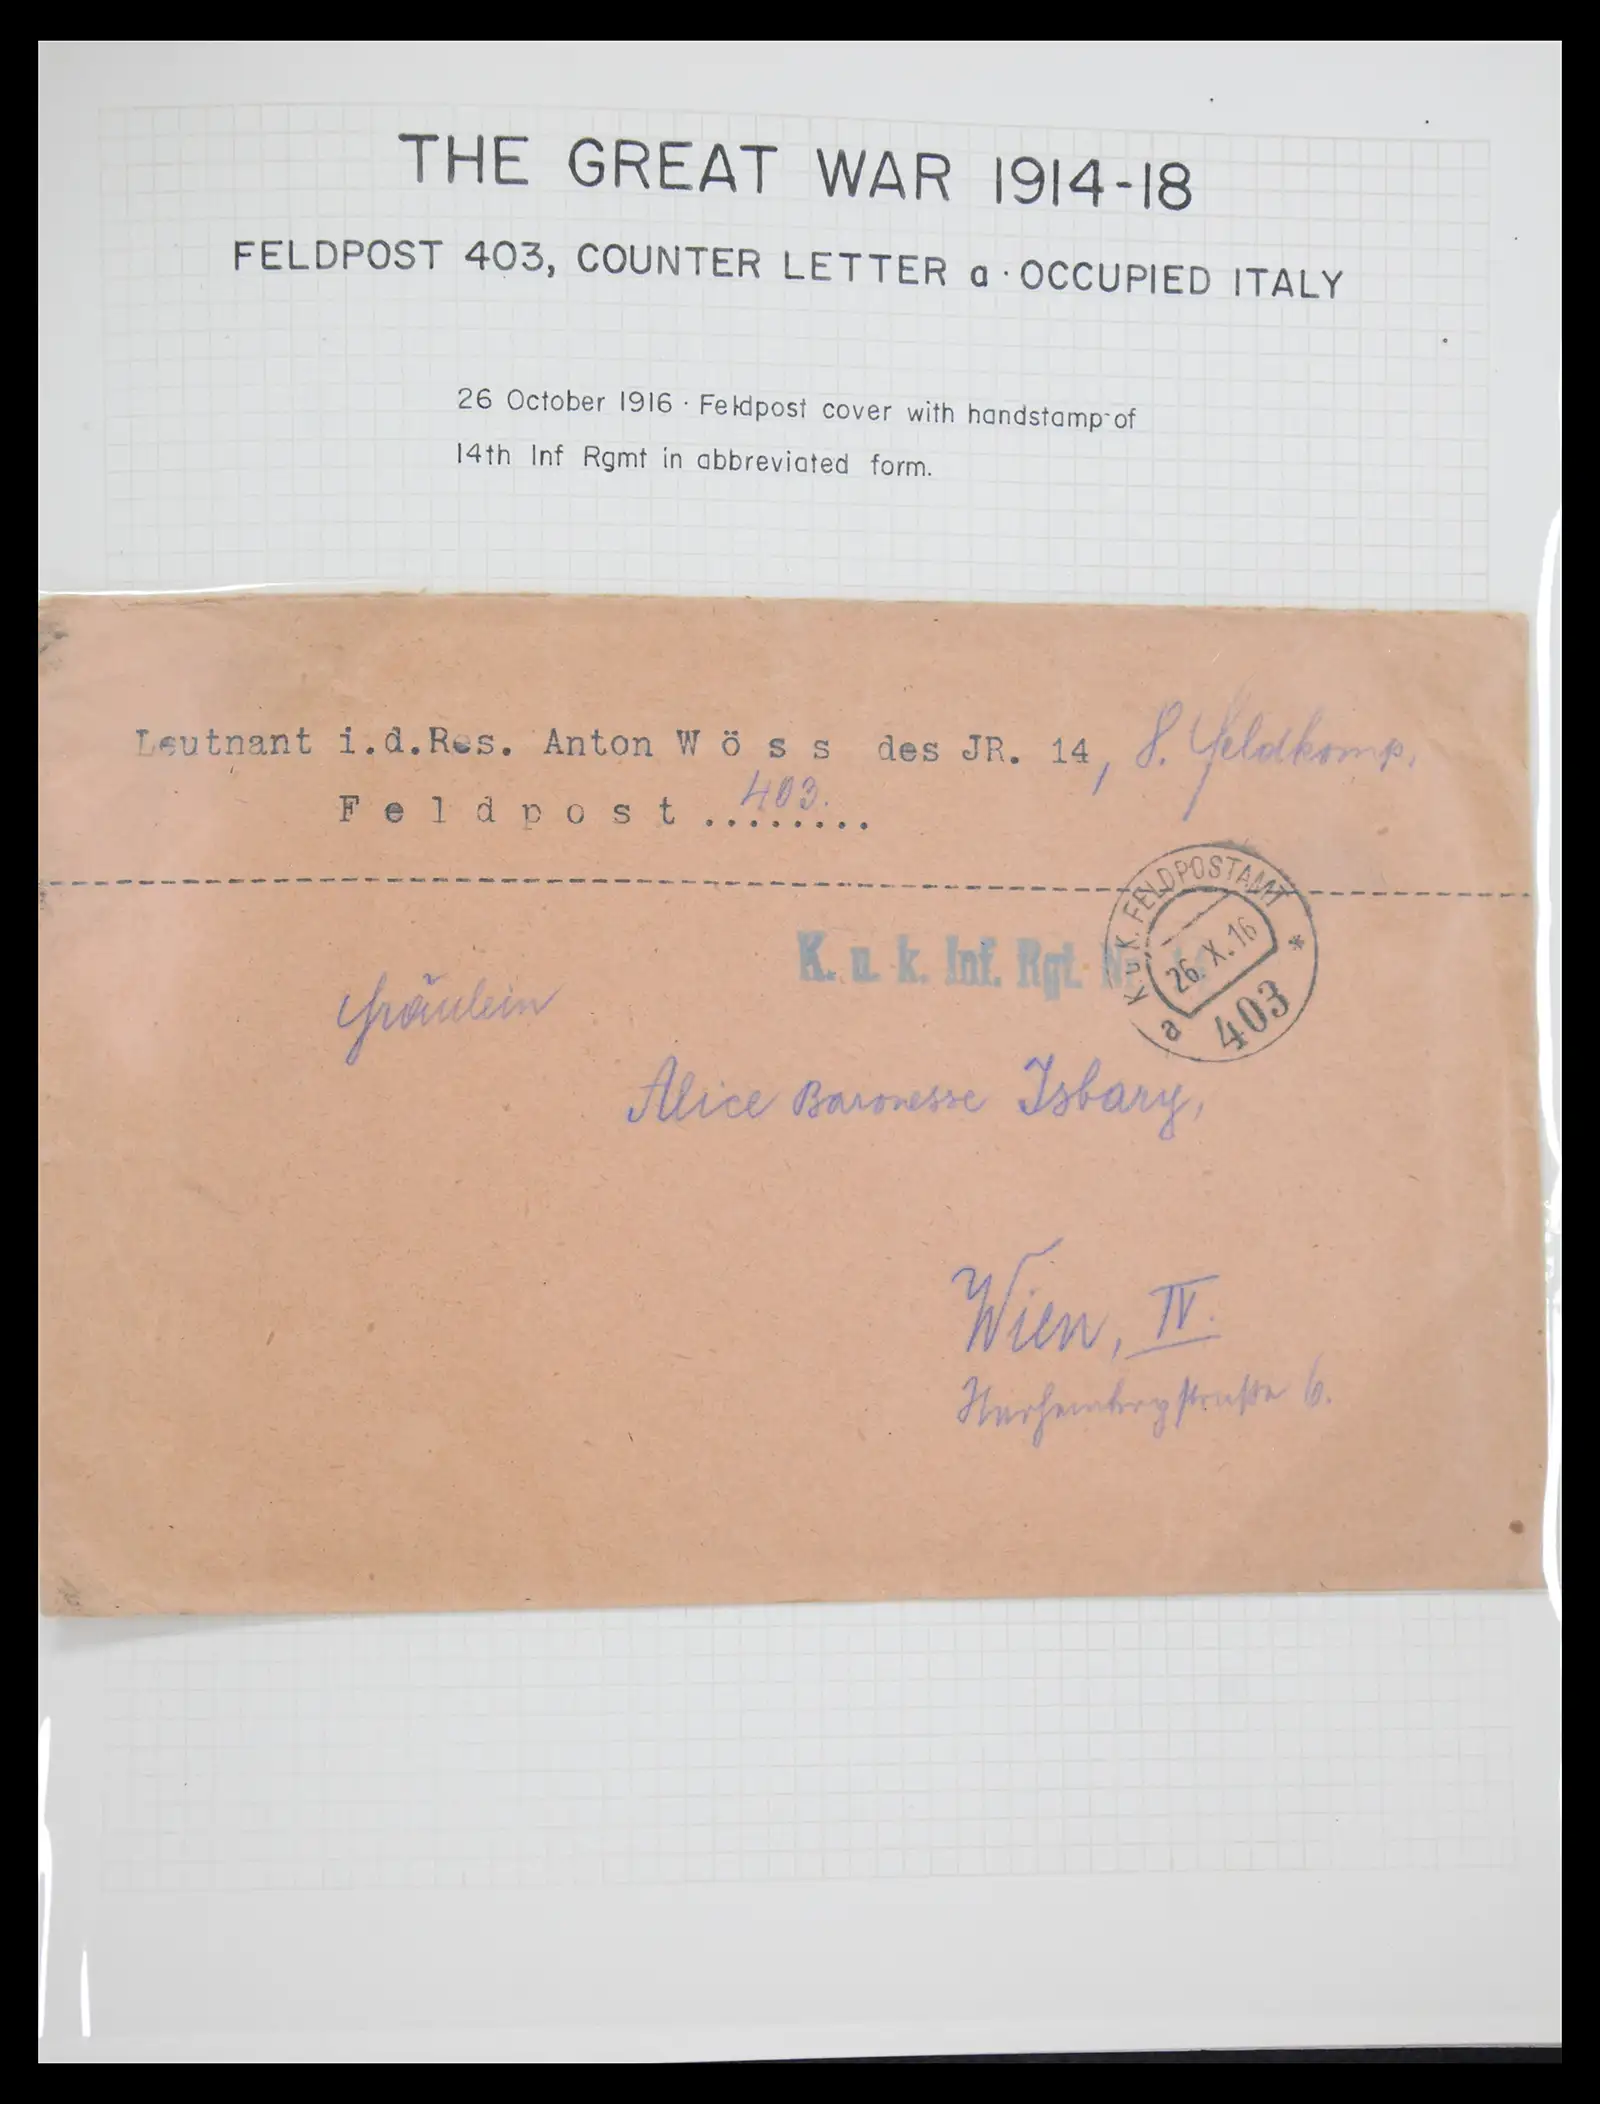 THE GREAT WAR 1914-18
FELDPOST 403, COUNTER LETTER a · OCCUPIED ITALY
26 October 1916 · Feldpost cover with handstamp of
14th Inf Rgmt in abbreviated form.
Leutnant i.d.Res. Anton W ö s s des JR. 14, 8. Feldkomp.
F e l d p o s t ........ 403.
K. u. k. FELDPOSTAMT
26.X.16
a 403 *
K. u. k. Inf. Rgt. N
Fräulein
Alice Baronesse Isbary,
Wien, IV.
6.